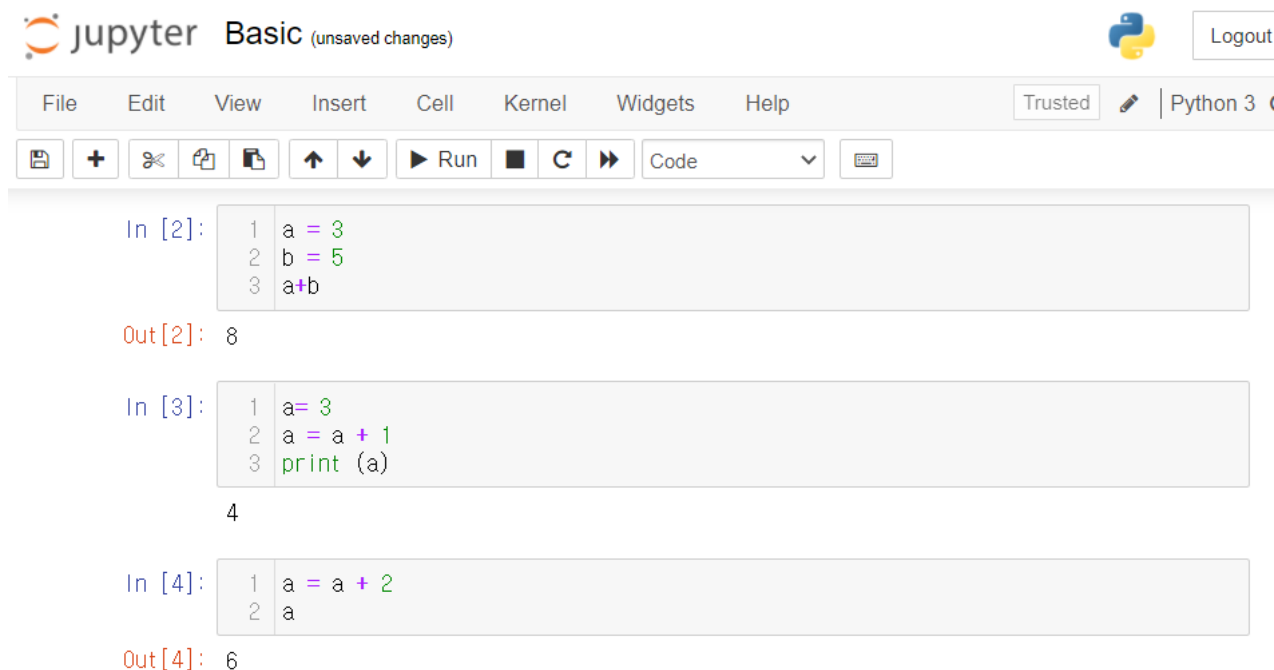 jupyter Basic (unsaved changes) Logout
File Edit View Insert Cell Kernel Widgets Help Trusted Python 3
Run Code
In [2]: 1 a = 3
2 b = 5
3 a+b
Out[2]: 8
In [3]: 1 a= 3
2 a = a + 1
3 print (a)
4
In [4]: 1 a = a + 2
2 a
Out[4]: 6